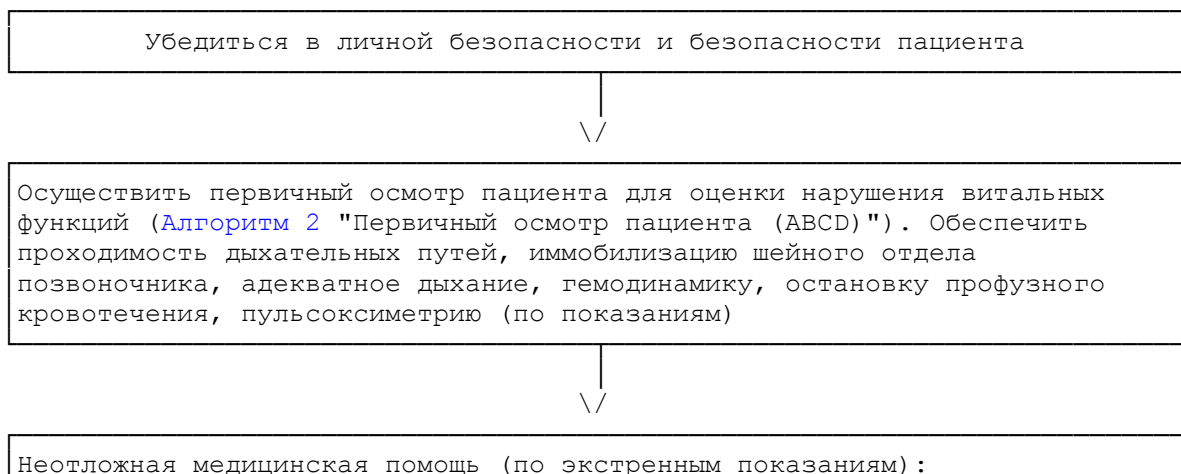 Убедиться в личной безопасности и безопасности пациента
\/
Осуществить первичный осмотр пациента для оценки нарушения витальных
функций (Алгоритм 2 "Первичный осмотр пациента (ABCD)"). Обеспечить
проходимость дыхательных путей, иммобилизацию шейного отдела
позвоночника, адекватное дыхание, гемодинамику, остановку профузного
кровотечения, пульсоксиметрию (по показаниям)
\/
Неотложная медицинская помощь (по экстренным показаниям):